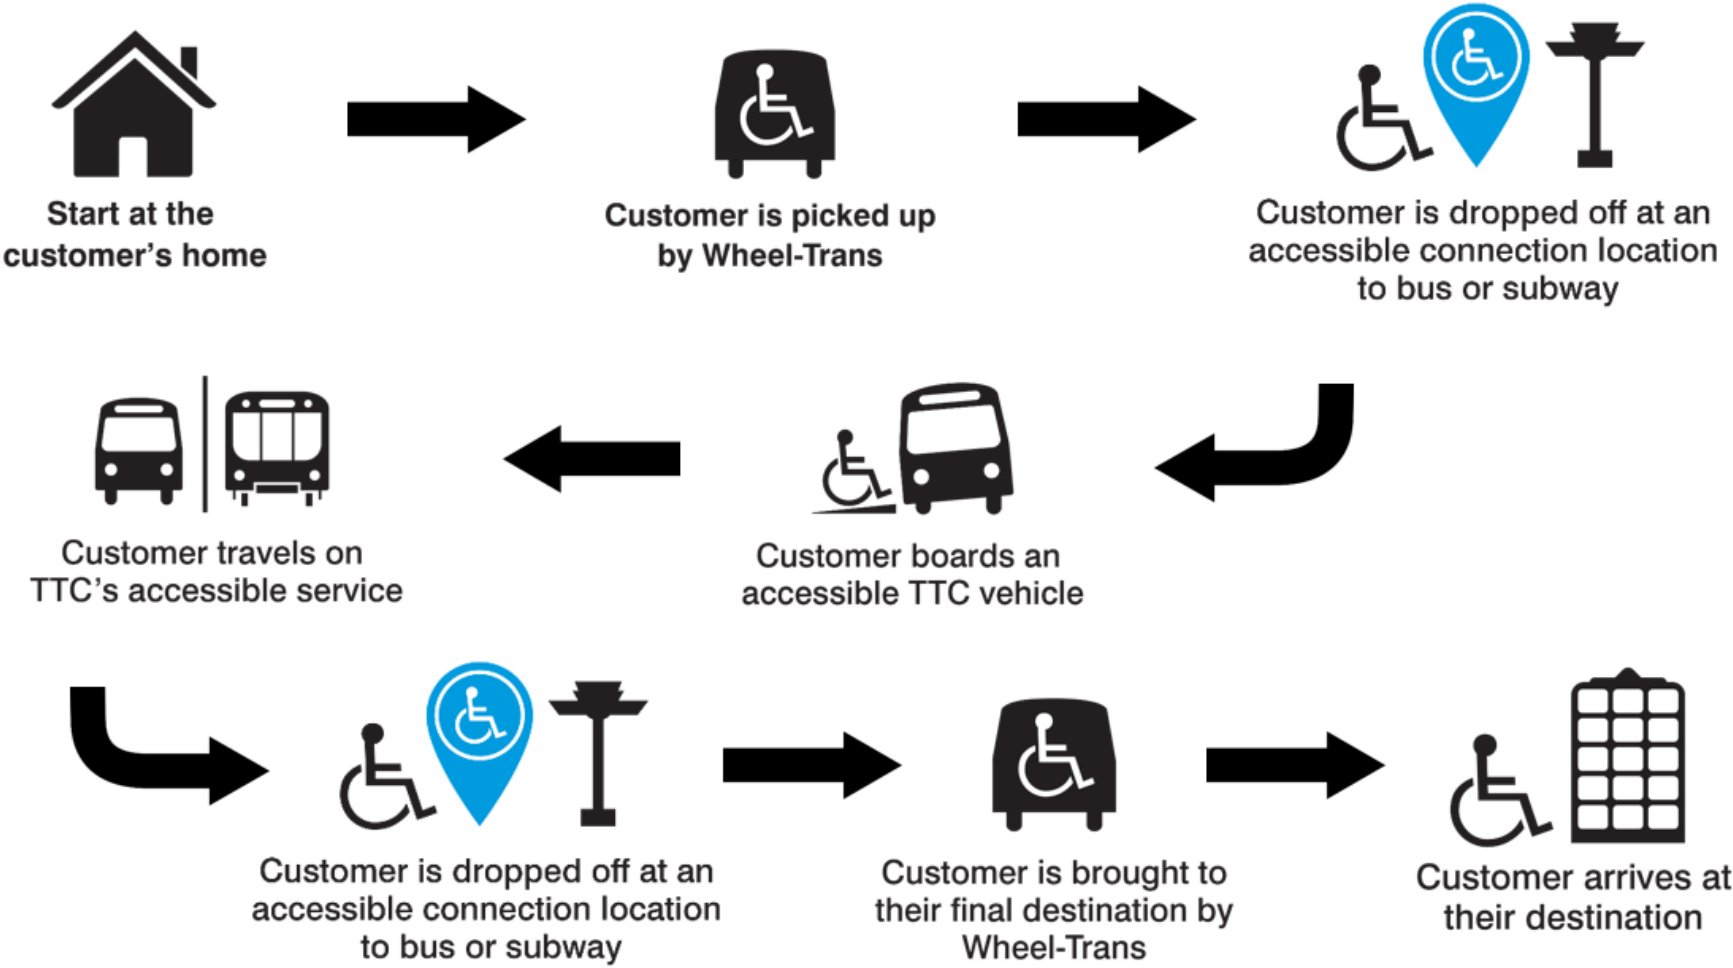 Start at the
customer's home
Customer is picked up
by Wheel-Trans
Customer is dropped off at an
accessible connection location
to bus or subway
Customer boards an
accessible TTC vehicle
Customer travels on
TTC's accessible service
Customer is dropped off at an
accessible connection location
to bus or subway
Customer is brought to
their final destination by
Wheel-Trans
Customer arrives at
their destination